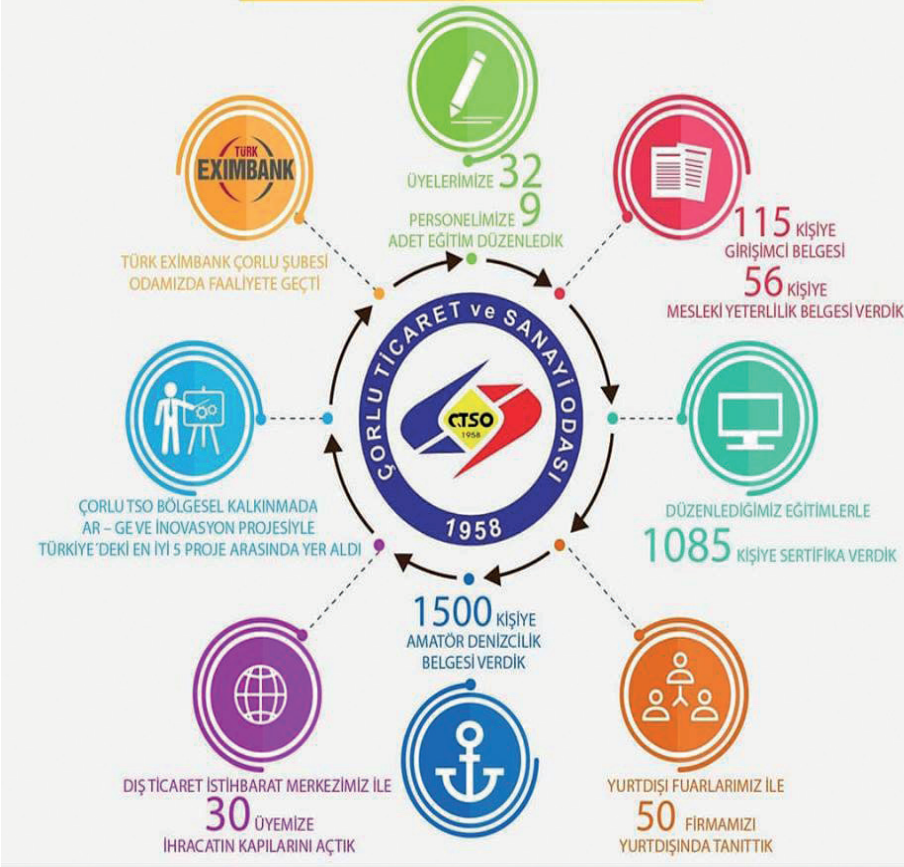 ÜYELERİMİZE 32
PERSONELİMİZE 9
ADET EĞİTİM DÜZENLEDİK
115 KİŞİYE
GİRİŞİMCİ BELGESİ
56 KİŞİYE
MESLEKİ YETERLİLİK BELGESİ VERDİK
DÜZENLEDİĞİMİZ EĞİTİMLERLE
1085 KİŞİYE SERTİFİKA VERDİK
YURTDIŞI FUARLARIMIZ İLE
50 FİRMAMIZI
YURTDIŞINDA TANITTIK
1500 KİŞİYE
AMATÖR DENİZCİLİK
BELGESİ VERDİK
DIŞ TİCARET İSTİHBARAT MERKEZİMİZ İLE
30 ÜYEMİZE
İHRACATIN KAPILARINI AÇTIK
ÇORLU TSO BÖLGESEL KALKINMADA
AR – GE VE İNOVASYON PROJESİYLE
TÜRKİYE'DEKİ EN İYİ 5 PROJE ARASINDA YER ALDI
TÜRK
EXIMBANK
TÜRK EXIMBANK ÇORLU ŞUBESİ
ODAMIZDA FAALİYETE GEÇTİ
ÇORLU TİCARET ve SANAYİ ODASI
ÇTSO
1958
1958